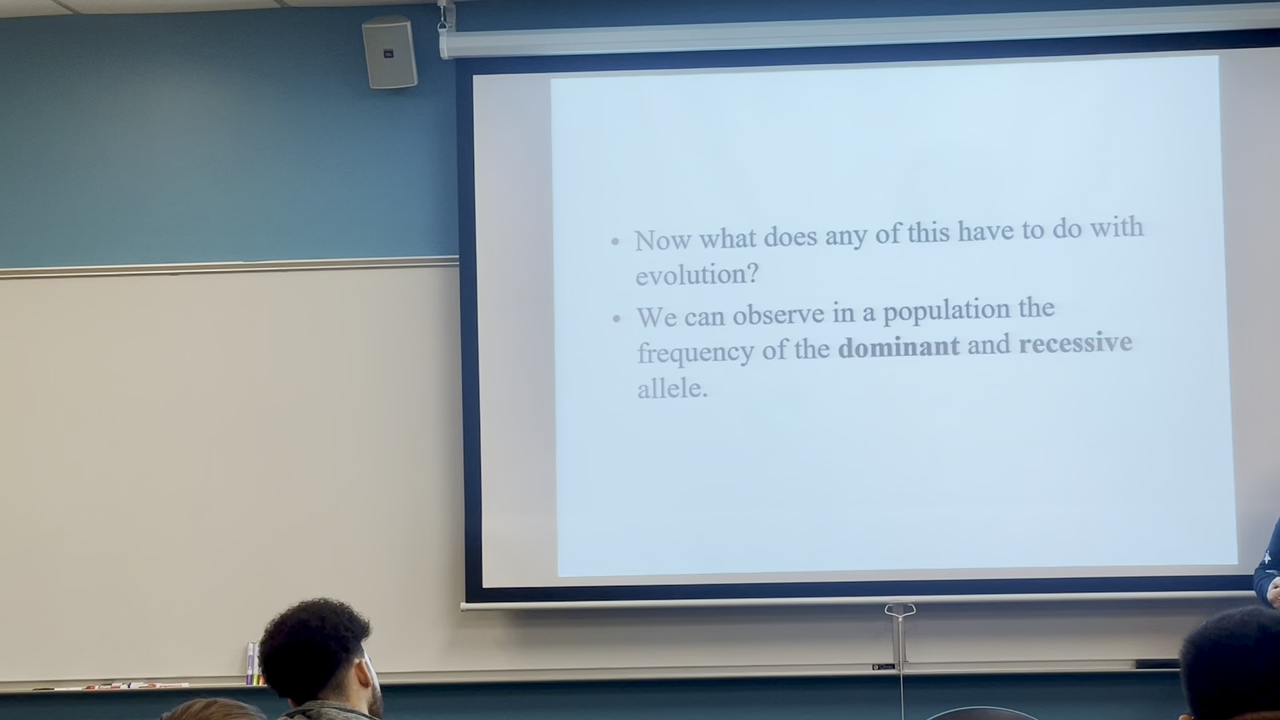 • Now what does any of this have to do with
evolution?
• We can observe in a population the
frequency of the dominant and recessive
allele.